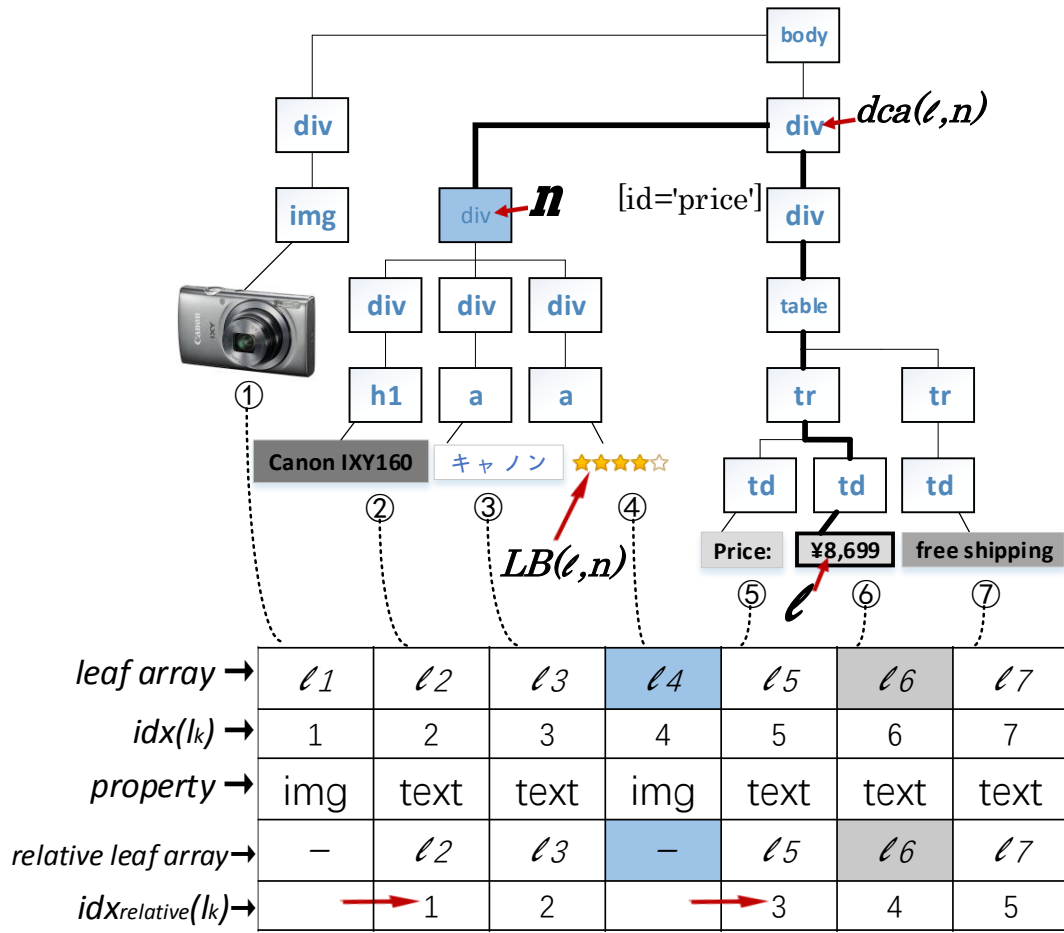 body
div
div
dca(ℓ,n)
img
div
n
[id='price']
div
div
div
div
table
Canon
IXY
①
h1
a
a
tr
tr
Canon IXY160
キャノン
td
td
td
②
③
④
LB(ℓ,n)
Price:
¥8,699
free shipping
⑤
ℓ
⑥
⑦
leaf array→ ℓ1 ℓ2 ℓ3 ℓ4 ℓ5 ℓ6 ℓ7
idx(lk)→ 1 2 3 4 5 6 7
property→ img text text img text text text
relative leaf array→ – ℓ2 ℓ3 – ℓ5 ℓ6 ℓ7
idxrelative(lk)→ 1 2 3 4 5